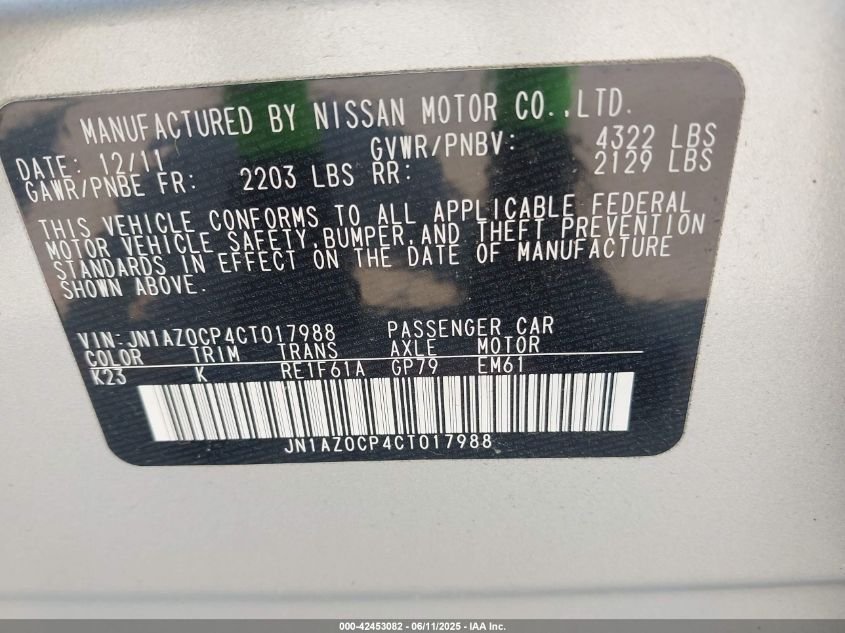 MANUFACTURED BY NISSAN MOTOR CO.,LTD.
DATE: 12/11 GVWR/PNBV: 4322 LBS
GAWR/PNBE FR: 2203 LBS RR: 2129 LBS
THIS VEHICLE CONFORMS TO ALL APPLICABLE FEDERAL
MOTOR VEHICLE SAFETY,BUMPER,AND THEFT PREVENTION
STANDARDS IN EFFECT ON THE DATE OF MANUFACTURE
SHOWN ABOVE.
VIN:JN1AZ0CP4CT017988 PASSENGER CAR
COLOR TRIM TRANS AXLE MOTOR
K23 K RE1F61A GP79 EM61
JN1AZ0CP4CT017988
000-42453082 - 06/11/2025 - IAA Inc.